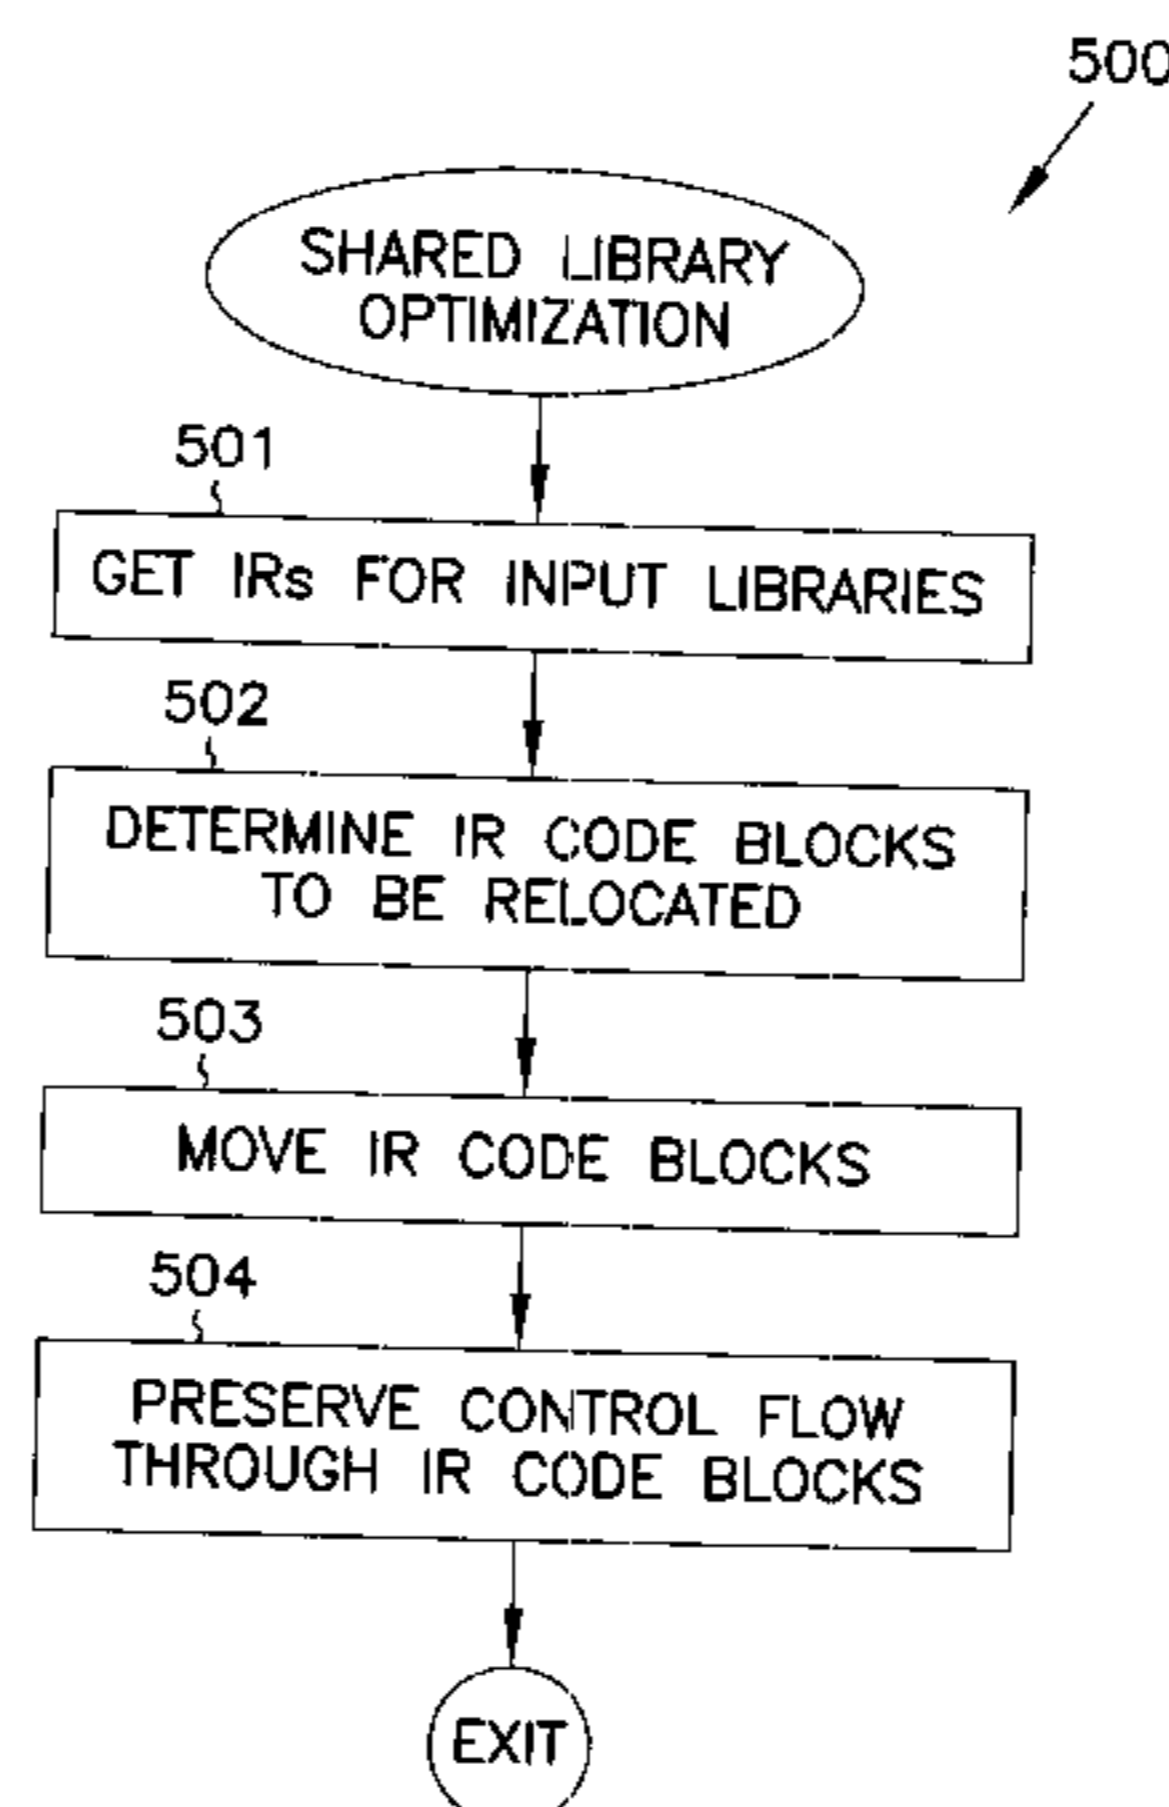 500
SHARED LIBRARY
OPTIMIZATION
501
GET IRs FOR INPUT LIBRARIES
502
DETERMINE IR CODE BLOCKS
TO BE RELOCATED
503
MOVE IR CODE BLOCKS
504
PRESERVE CONTROL FLOW
THROUGH IR CODE BLOCKS
EXIT